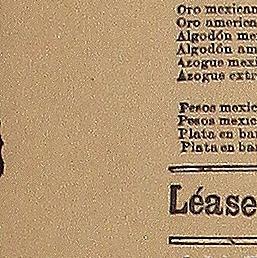 Oro mexican
Oro america
Algodón me
Algodón am
Azogue mexi
Azogue extr
Pesos mexic
Pesos mexic
Plata en ba
Plata en ba
Léase